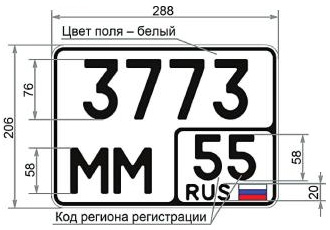 288
Цвет поля – белый
206
76
3773
58
ММ
55
58
RUS
20
Код региона регистрации